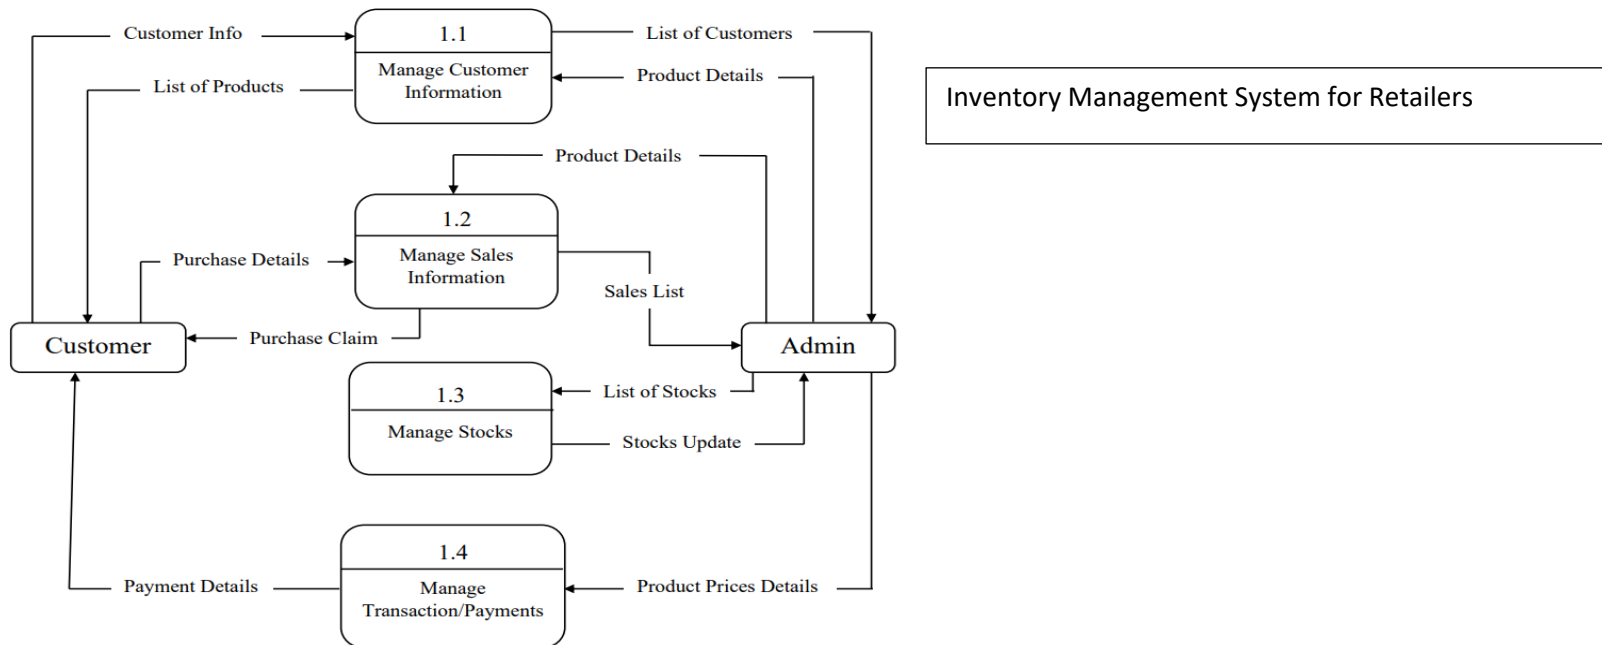 Customer Info
1.1
List of Customers
Manage Customer
Information
Product Details
List of Products
Inventory Management System for Retailers
Product Details
1.2
Manage Sales
Information
Purchase Details
Sales List
Customer
Purchase Claim
Admin
1.3
Manage Stocks
List of Stocks
Stocks Update
1.4
Manage
Transaction/Payments
Payment Details
Product Prices Details